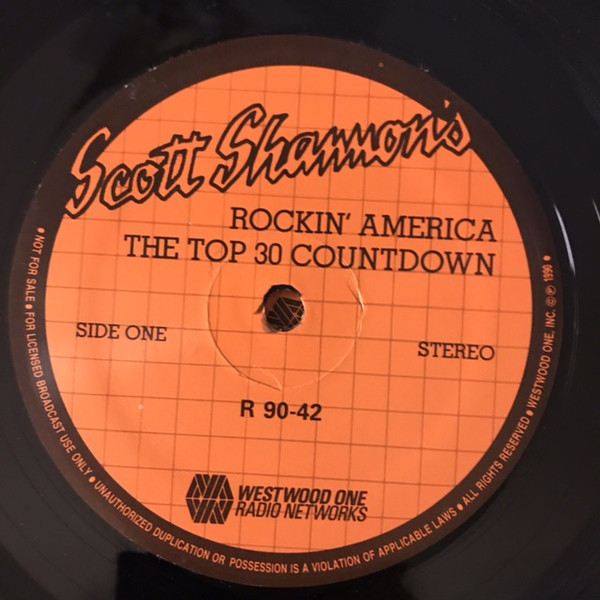 Scott Shannon's
ROCKIN' AMERICA
THE TOP 30 COUNTDOWN
SIDE ONE
STEREO
R 90-42
WESTWOOD ONE
RADIO NETWORKS
• NOT FOR SALE • FOR LICENSED BROADCAST USE ONLY • UNAUTHORIZED DUPLICATION OR POSSESSION IS A VIOLATION OF APPLICABLE LAWS • ALL RIGHTS RESERVED • WESTWOOD ONE, INC. © ℗ 1990 •